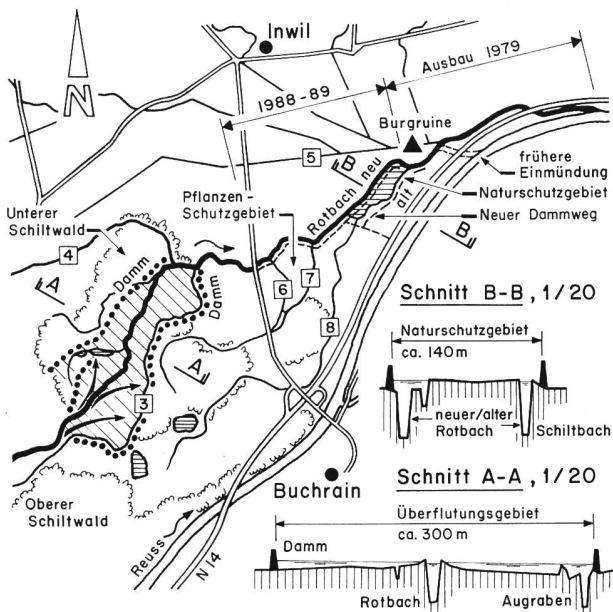 N
Inwil
1988-89
Ausbau 1979
Burgruine
5
B
Rotbach neu
alt
frühere
Einmündung
Naturschutzgebiet
Neuer Dammweg
B
Unterer
Schiltwald
Pflanzen-
Schutzgebiet
4
A
Damm
Damm
6
7
8
A
3
Oberer
Schiltwald
Reuss
N 14
Buchrain
Schnitt B-B, 1/20
Naturschutzgebiet
ca. 140 m
neuer/alter
Rotbach
Schiltbach
Schnitt A-A, 1/20
Überflutungsgebiet
ca. 300 m
Damm
Rotbach
Augraben